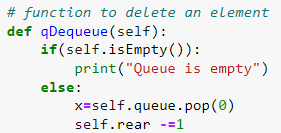 # function to delete an element
def qDequeue(self):
    if(self.isEmpty()):
        print("Queue is empty")
    else:
        x=self.queue.pop(0)
        self.rear -=1